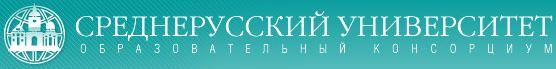 СРЕДНЕРУССКИЙ УНИВЕРСИТЕТ
ОБРАЗОВАТЕЛЬНЫЙ КОНСОРЦИУМ